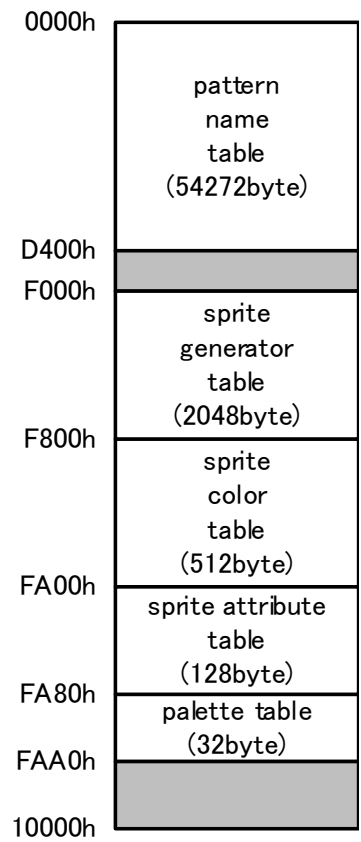 0000h
pattern
name
table
(54272byte)
D400h
F000h
sprite
generator
table
(2048byte)
F800h
sprite
color
table
(512byte)
FA00h
sprite attribute
table
(128byte)
FA80h
palette table
(32byte)
FAA0h
10000h